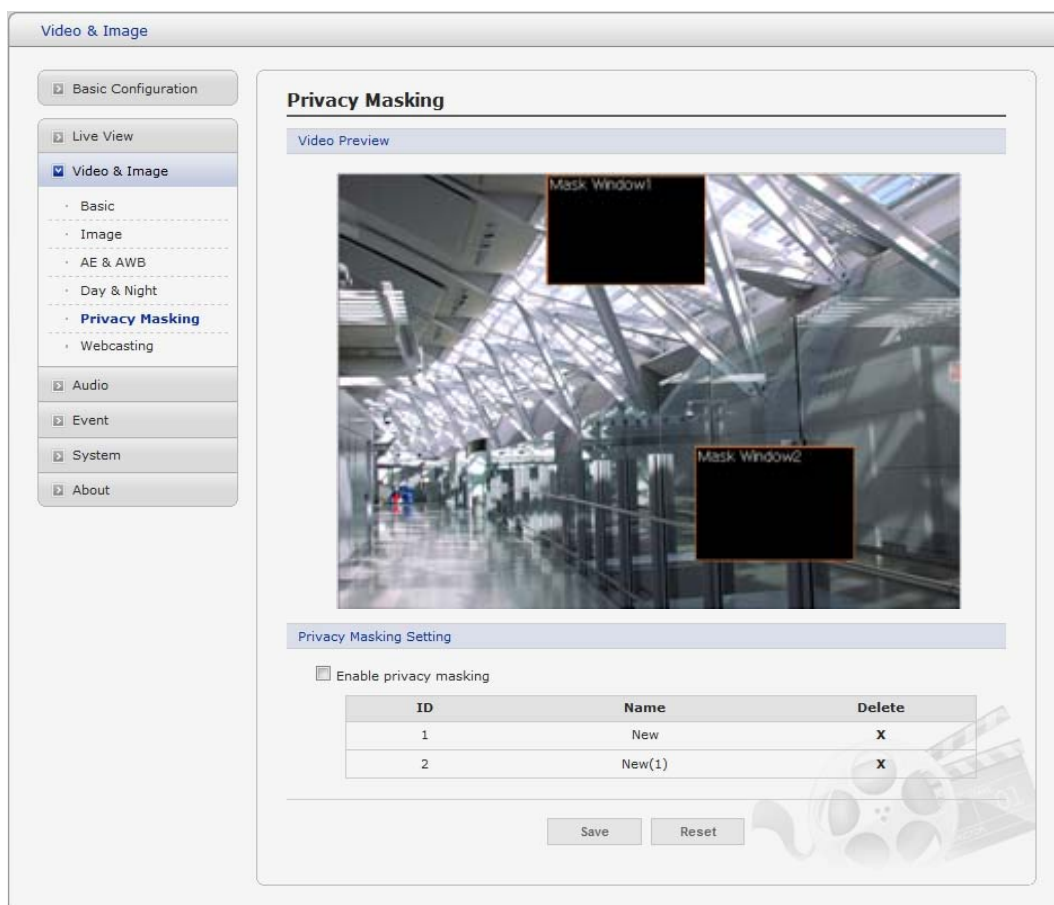 Video & Image
Basic Configuration
Live View
Video & Image
Basic
Image
AE & AWB
Day & Night
Privacy Masking
Webcasting
Audio
Event
System
About
Privacy Masking
Video Preview
Mask Window1
Mask Window2
Privacy Masking Setting
Enable privacy masking
ID Name Delete
1 New X
2 New(1) X
01
Save Reset